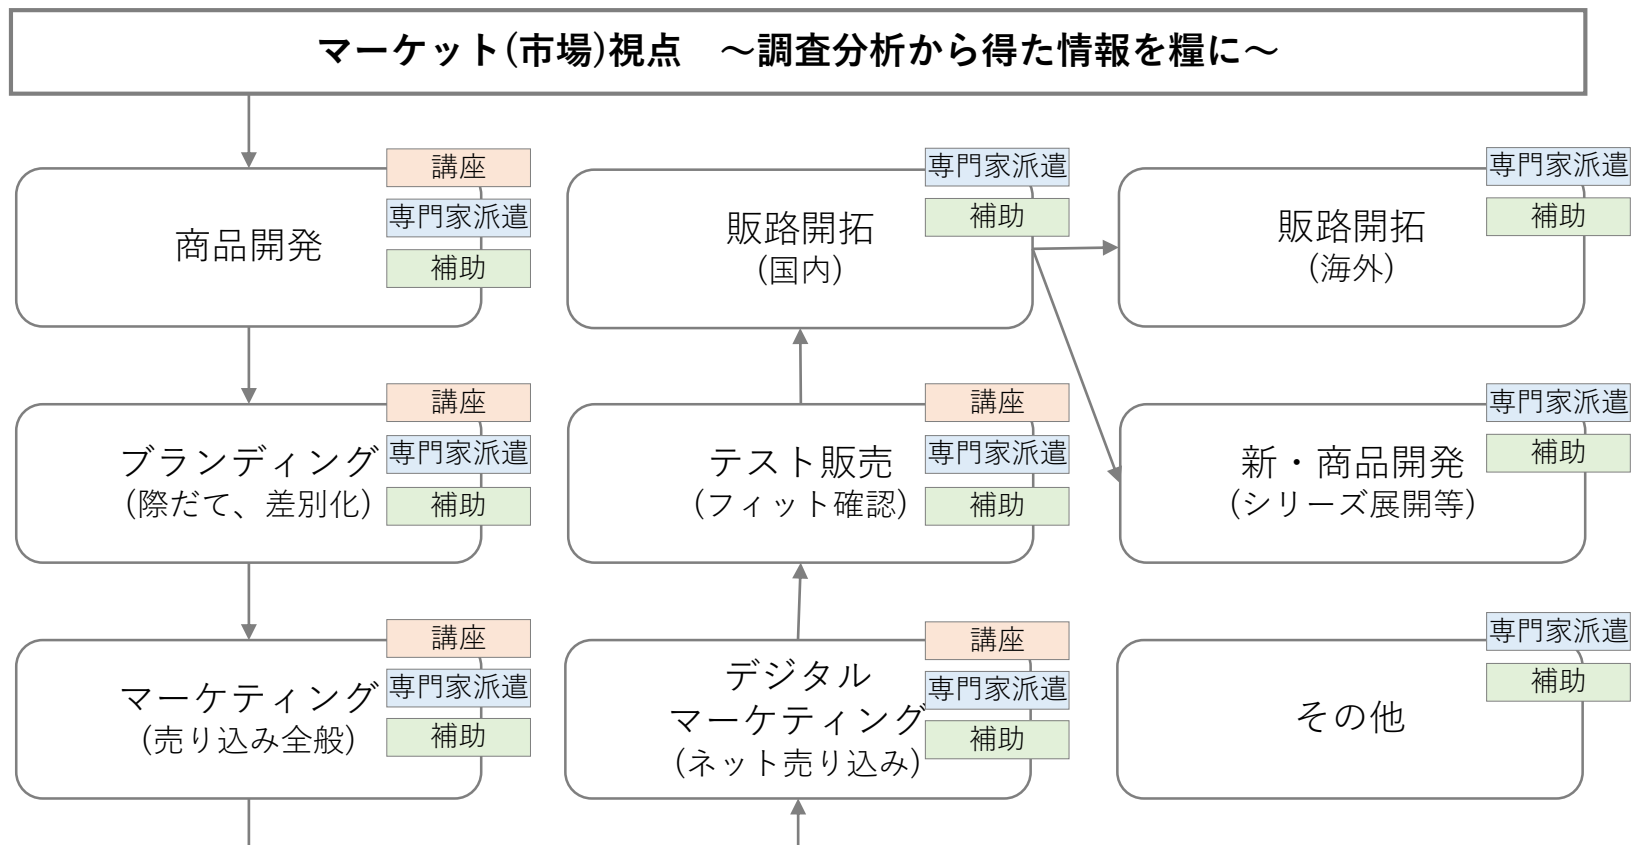 マーケット(市場)視点　～調査分析から得た情報を糧に～
商品開発
講座
専門家派遣
補助
ブランディング
(際だて、差別化)
講座
専門家派遣
補助
マーケティング
(売り込み全般)
講座
専門家派遣
補助
デジタル
マーケティング
(ネット売り込み)
講座
専門家派遣
補助
テスト販売
(フィット確認)
講座
専門家派遣
補助
販路開拓
(国内)
専門家派遣
補助
販路開拓
(海外)
専門家派遣
補助
新・商品開発
(シリーズ展開等)
専門家派遣
補助
その他
専門家派遣
補助